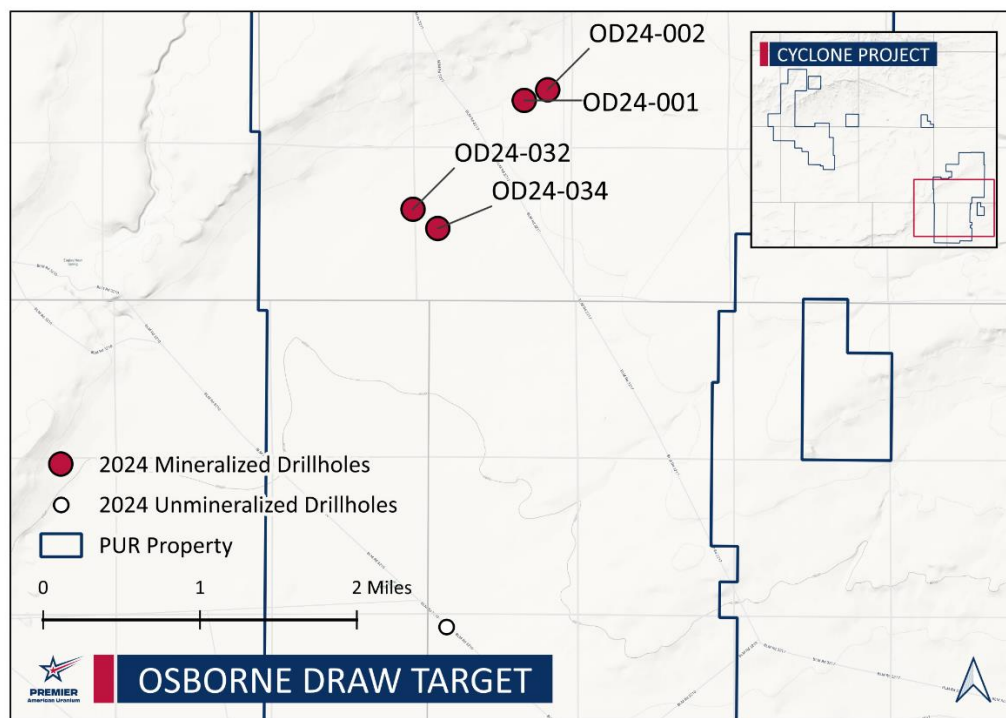 OD24-002
CYCLONE PROJECT
OD24-001
OD24-032
OD24-034
2024 Mineralized Drillholes
2024 Unmineralized Drillholes
PUR Property
0 1 2 Miles
OSBORNE DRAW TARGET
PREMIER
American Uranium